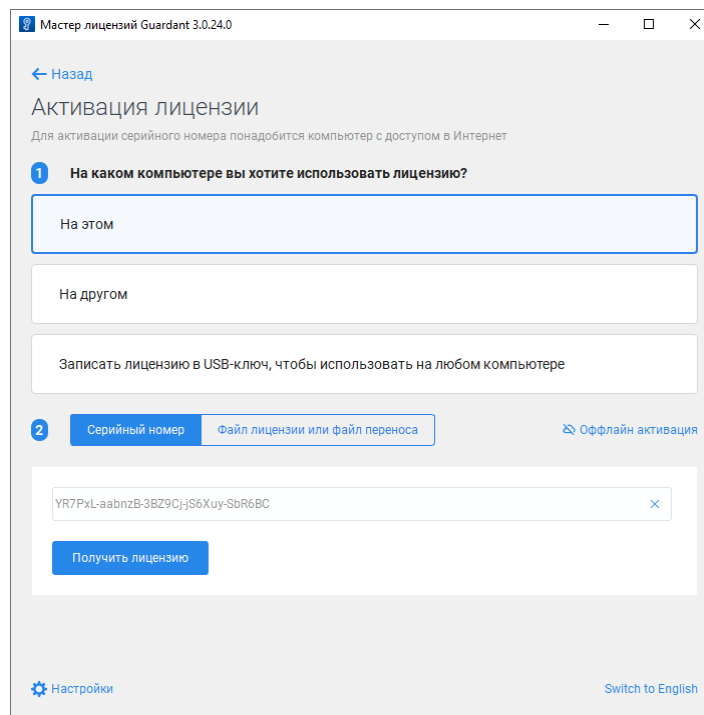 Мастер лицензий Guardant 3.0.24.0
Назад
Активация лицензии
Для активации серийного номера понадобится компьютер с доступом в Интернет
1 На каком компьютере вы хотите использовать лицензию?
На этом
На другом
Записать лицензию в USB-ключ, чтобы использовать на любом компьютере
2 Серийный номер Файл лицензии или файл переноса Оффлайн активация
YR7PxL-aabnzB-3BZ9Cj-jS6Xuy-SbR6BC
Получить лицензию
Настройки Switch to English